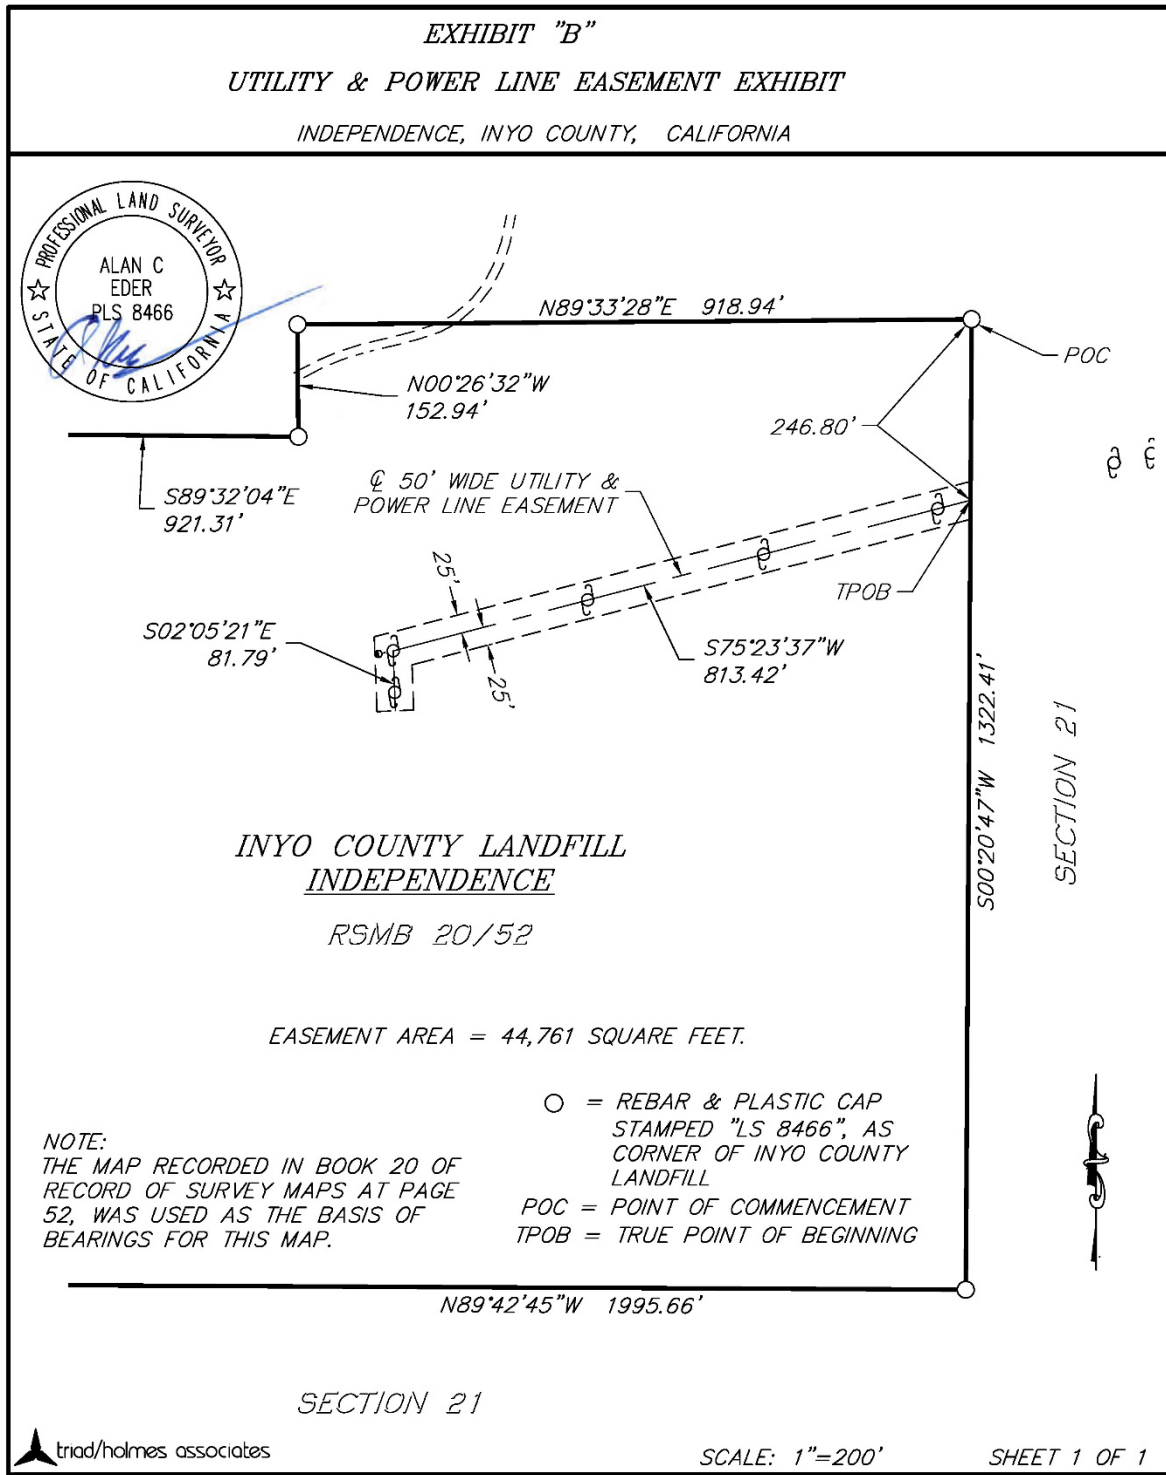 EXHIBIT "B"
UTILITY & POWER LINE EASEMENT EXHIBIT
INDEPENDENCE, INYO COUNTY, CALIFORNIA
PROFESSIONAL LAND SURVEYOR
ALAN C
EDER
PLS 8466
STATE OF CALIFORNIA
N89°33'28"E 918.94'
POC
N00°26'32"W
152.94'
246.80'
S89°32'04"E
921.31'
℄ 50' WIDE UTILITY &
POWER LINE EASEMENT
25'
TPOB
S02°05'21"E
81.79'
S75°23'37"W
813.42'
25'
S00°20'47"W 1322.41'
SECTION 21
INYO COUNTY LANDFILL
INDEPENDENCE
RSMB 20/52
EASEMENT AREA = 44,761 SQUARE FEET.
= REBAR & PLASTIC CAP
STAMPED "LS 8466", AS
CORNER OF INYO COUNTY
LANDFILL
POC = POINT OF COMMENCEMENT
TPOB = TRUE POINT OF BEGINNING
NOTE:
THE MAP RECORDED IN BOOK 20 OF
RECORD OF SURVEY MAPS AT PAGE
52, WAS USED AS THE BASIS OF
BEARINGS FOR THIS MAP.
N89°42'45"W 1995.66'
SECTION 21
triad/holmes associates
SCALE: 1"=200'
SHEET 1 OF 1